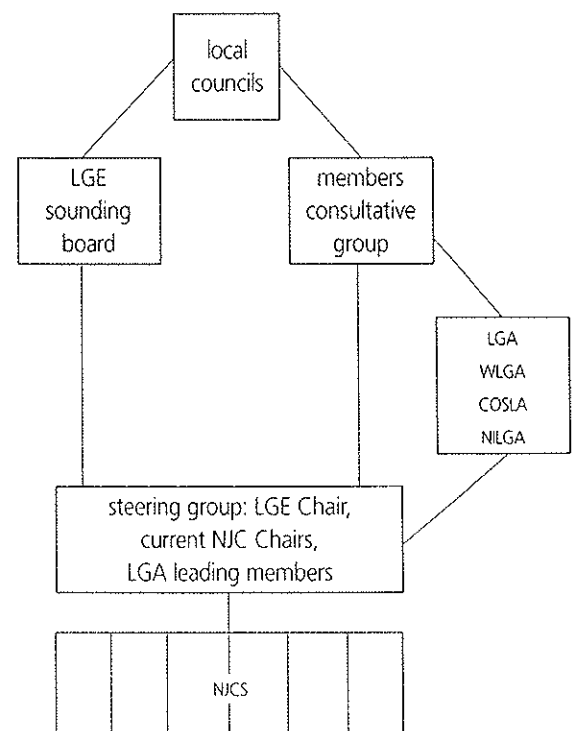 local
councils
LGE
sounding
board
members
consultative
group
LGA
WLGA
COSLA
NILGA
steering group: LGE Chair,
current NJC Chairs,
LGA leading members
NJCS